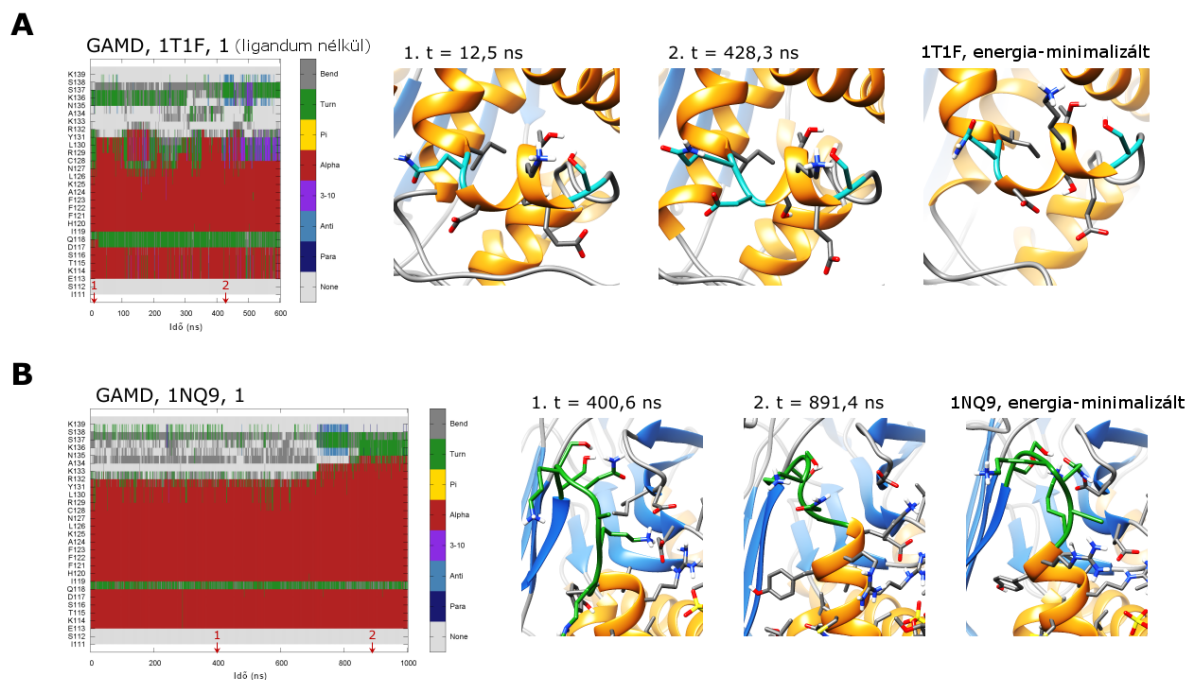 A
GAMD, 1T1F, 1 (ligandum nélkül)
K139
S138
S137
K136
N135
A134
K133
R132
Y131
L130
R129
C128
N127
L126
K125
A124
F123
F122
F121
H120
I119
Q118
D117
S116
T115
K114
E113
S112
I111
1
2
0
100
200
300
400
500
600
Idő (ns)
Bend
Turn
Pi
Alpha
3-10
Anti
Para
None
1. t = 12,5 ns
2. t = 428,3 ns
1T1F, energia-minimalizált
B
GAMD, 1NQ9, 1
K139
S138
S137
K136
N135
A134
K133
R132
Y131
L130
R129
C128
N127
L126
K125
A124
F123
F122
F121
H120
I119
Q118
D117
S116
T115
K114
E113
S112
I111
1
2
0
200
400
600
800
1000
Idő (ns)
Bend
Turn
Pi
Alpha
3-10
Anti
Para
None
1. t = 400,6 ns
2. t = 891,4 ns
1NQ9, energia-minimalizált